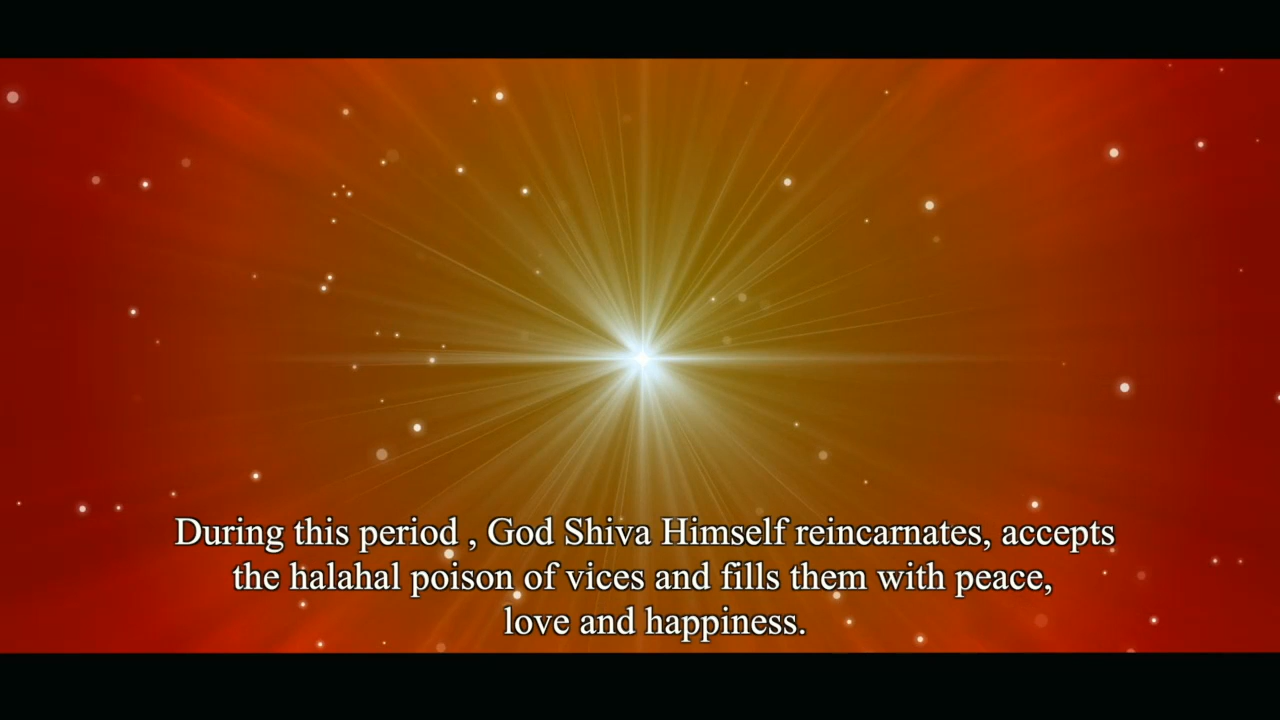 During this period , God Shiva Himself reincarnates, accepts
the halahal poison of vices and fills them with peace,
love and happiness.